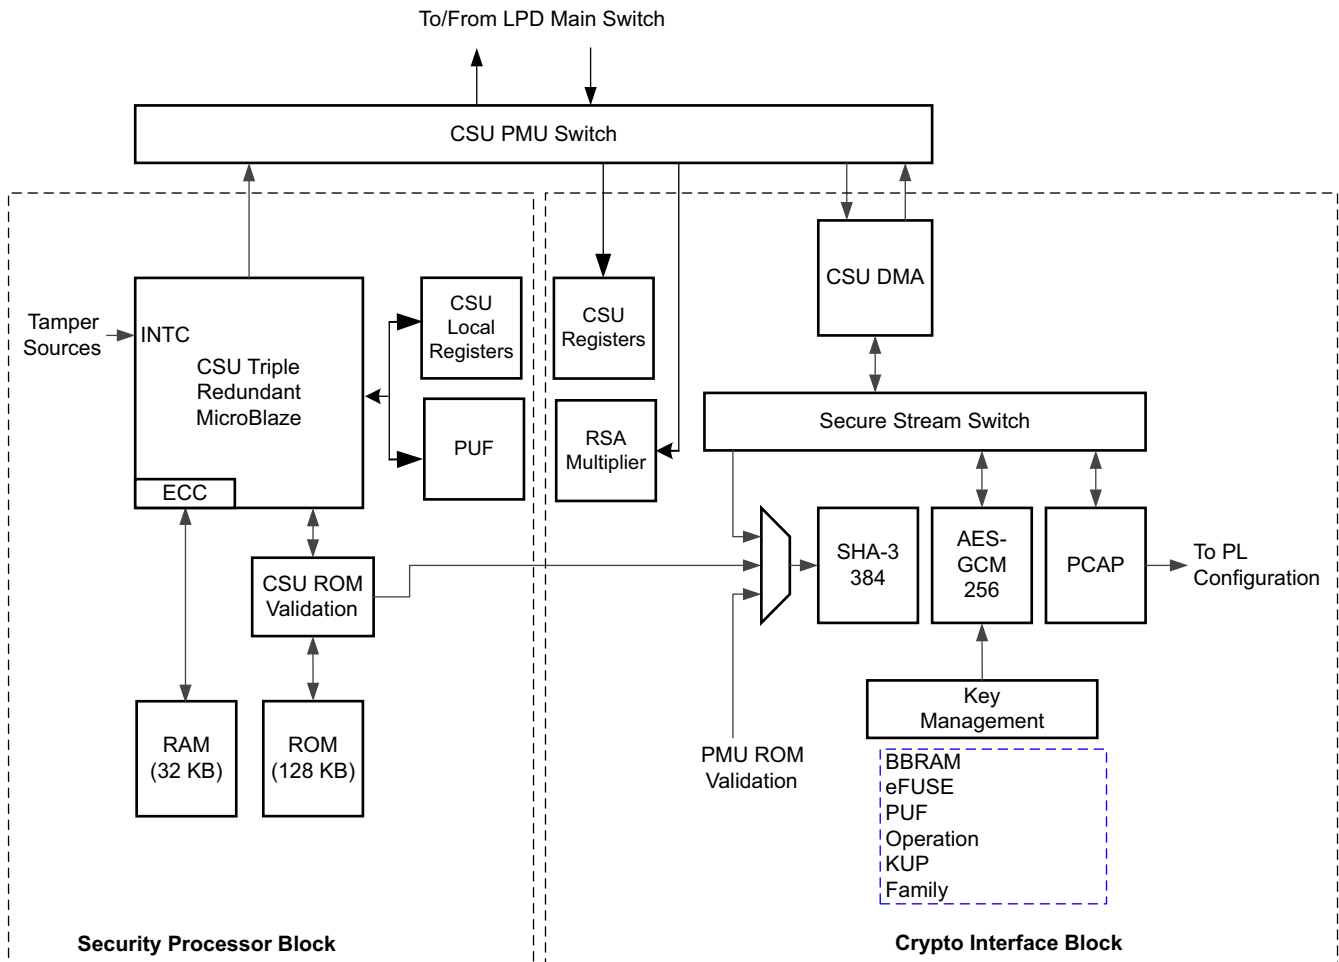 To/From LPD Main Switch
CSU PMU Switch
Tamper
Sources
INTC
CSU Triple
Redundant
MicroBlaze
ECC
CSU
Local
Registers
PUF
CSU ROM
Validation
RAM
(32 KB)
ROM
(128 KB)
Security Processor Block
CSU
Registers
RSA
Multiplier
CSU DMA
Secure Stream Switch
SHA-3
384
AES-
GCM
256
PCAP
To PL
Configuration
Key
Management
PMU ROM
Validation
BBRAM
eFUSE
PUF
Operation
KUP
Family
Crypto Interface Block